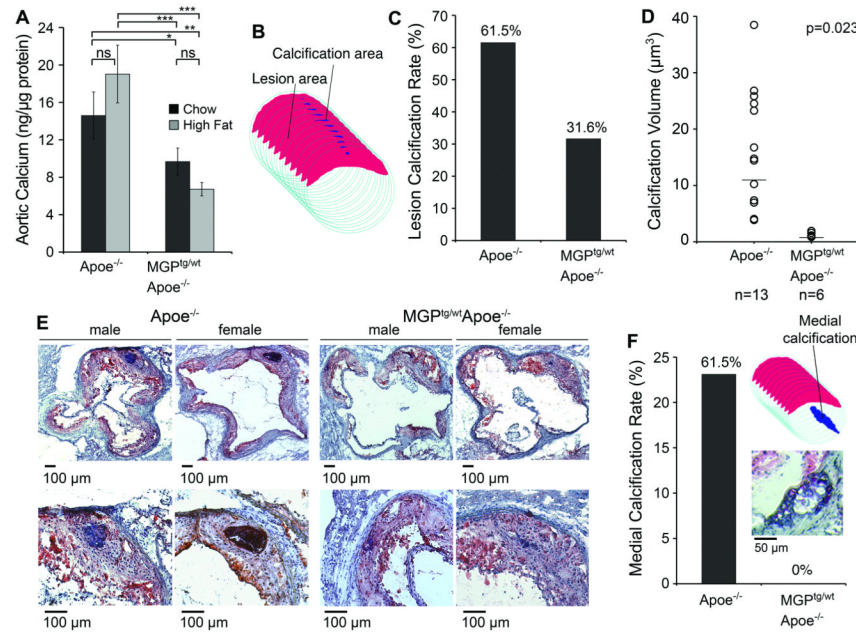 A
Aortic Calcium (ng/µg protein)
24
20
16
12
8
4
0
***
***
**
*
ns
ns
Chow
High Fat
Apoe-/-
MGPtg/wt
Apoe-/-
B
Calcification area
Lesion area
C
Lesion Calcification Rate (%)
70
60
50
40
30
20
10
0
61.5%
31.6%
Apoe-/-
MGPtg/wt
Apoe-/-
D
p=0.023
Calcification Volume (µm3)
40
30
20
10
0
Apoe-/-
MGPtg/wt
Apoe-/-
n=13
n=6
E
Apoe-/-
MGPtg/wtApoe-/-
male
female
male
female
100 µm
100 µm
100 µm
100 µm
100 µm
100 µm
100 µm
100 µm
F
Medial
calcification
Medial Calcification Rate (%)
25
20
15
10
5
0
61.5%
0%
50 µm
Apoe-/-
MGPtg/wt
Apoe-/-